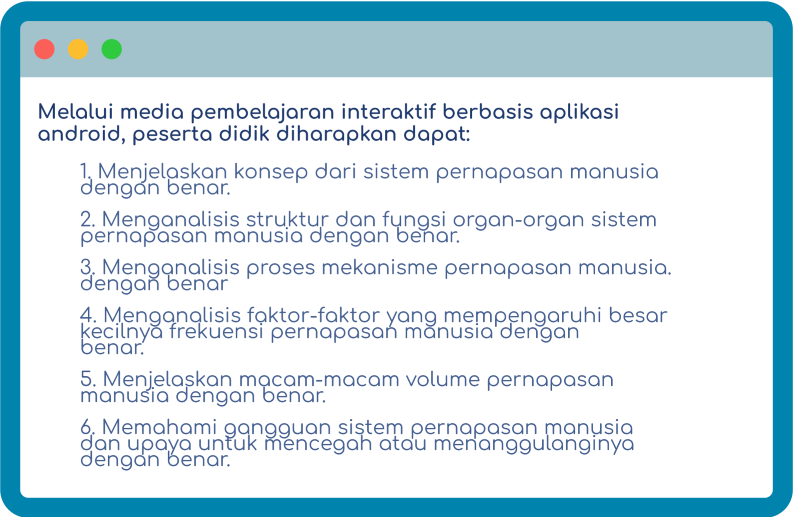 Melalui media pembelajaran interaktif berbasis aplikasi
android, peserta didik diharapkan dapat:
1. Menjelaskan konsep dari sistem pernapasan manusia
dengan benar.
2. Menganalisis struktur dan fungsi organ-organ sistem
pernapasan manusia dengan benar.
3. Menganalisis proses mekanisme pernapasan manusia.
dengan benar
4. Menganalisis faktor-faktor yang mempengaruhi besar
kecilnya frekuensi pernapasan manusia dengan
benar.
5. Menjelaskan macam-macam volume pernapasan
manusia dengan benar.
6. Memahami gangguan sistem pernapasan manusia
dan upaya untuk mencegah atau menanggulanginya
dengan benar.